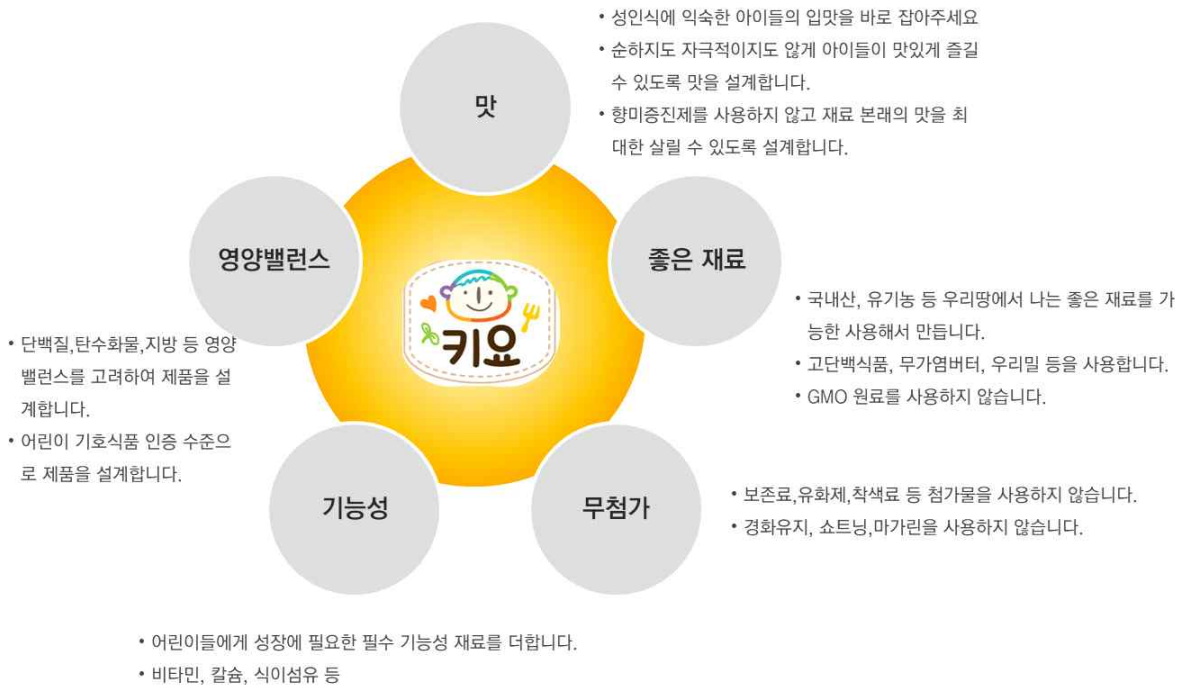 • 성인식에 익숙한 아이들의 입맛을 바로 잡아주세요
• 순하지도 자극적이지도 않게 아이들이 맛있게 즐길
수 있도록 맛을 설계합니다.
• 향미증진제를 사용하지 않고 재료 본래의 맛을 최
대한 살릴 수 있도록 설계합니다.
맛
영양밸런스
좋은 재료
키요
• 국내산, 유기농 등 우리땅에서 나는 좋은 재료를 가
능한 사용해서 만듭니다.
• 고단백식품, 무가염버터, 우리밀 등을 사용합니다.
• GMO 원료를 사용하지 않습니다.
• 단백질,탄수화물,지방 등 영양
밸런스를 고려하여 제품을 설
계합니다.
• 어린이 기호식품 인증 수준으
로 제품을 설계합니다.
기능성
무첨가
• 보존료,유화제,착색료 등 첨가물을 사용하지 않습니다.
• 경화유지, 쇼트닝,마가린을 사용하지 않습니다.
• 어린이들에게 성장에 필요한 필수 기능성 재료를 더합니다.
• 비타민, 칼슘, 식이섬유 등